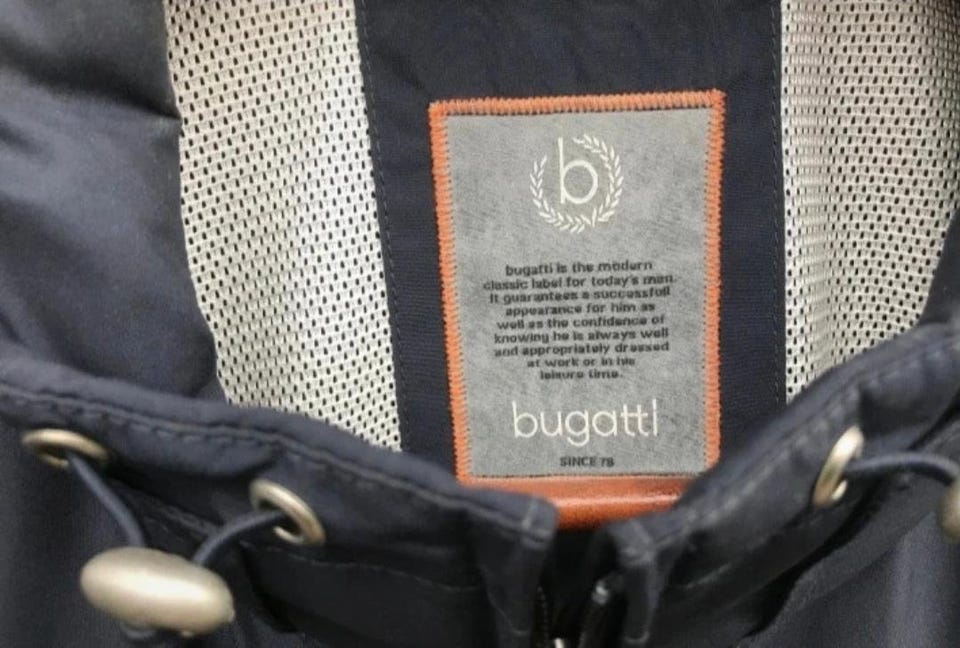 b
bugatti is the modern
classic label for today's man.
It guarantees a successfull
appearance for him as
well as the confidence of
knowing he is always well
and appropriately dressed
at work or in his
leisure time.
bugatti
SINCE 78